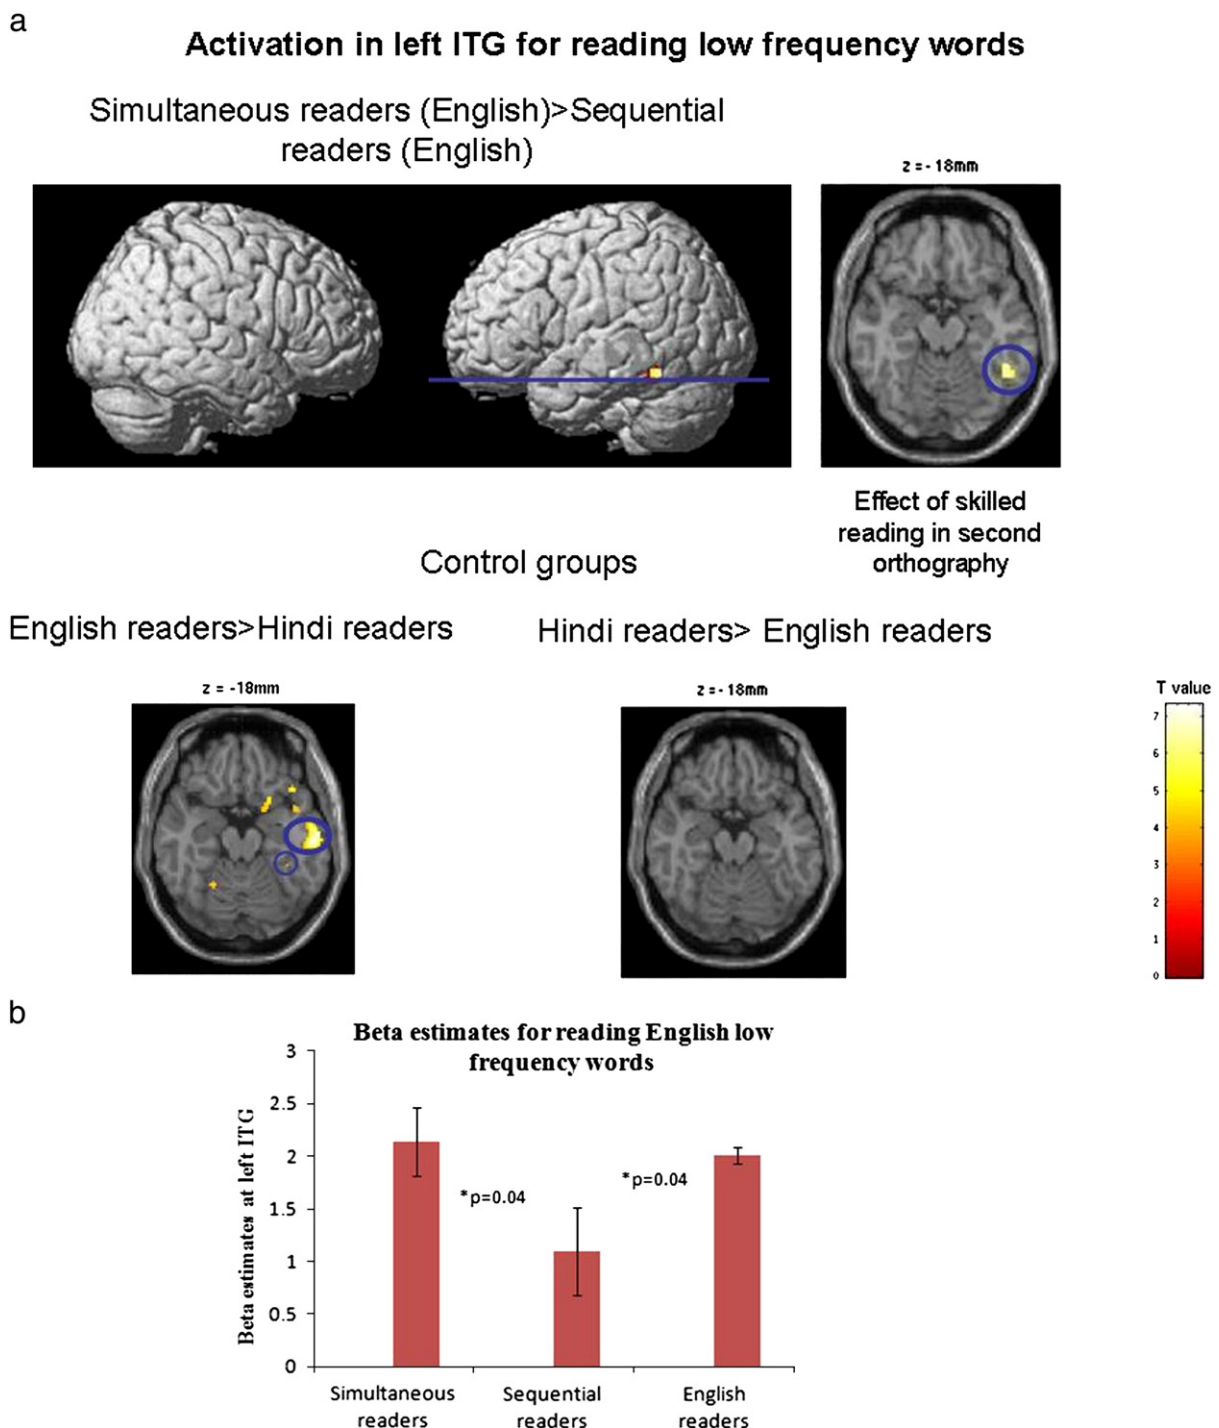 a
Activation in left ITG for reading low frequency words
Simultaneous readers (English)>Sequential
readers (English)
z = - 18mm
Effect of skilled
reading in second
orthography
Control groups
English readers>Hindi readers
Hindi readers> English readers
z = -18mm
z = - 18mm
T value
7
6
5
4
3
2
1
0
b
Beta estimates for reading English low
frequency words
Beta estimates at left ITG
3
2.5
2
1.5
1
0.5
0
*p=0.04
*p=0.04
Simultaneous
readers
Sequential
readers
English
readers